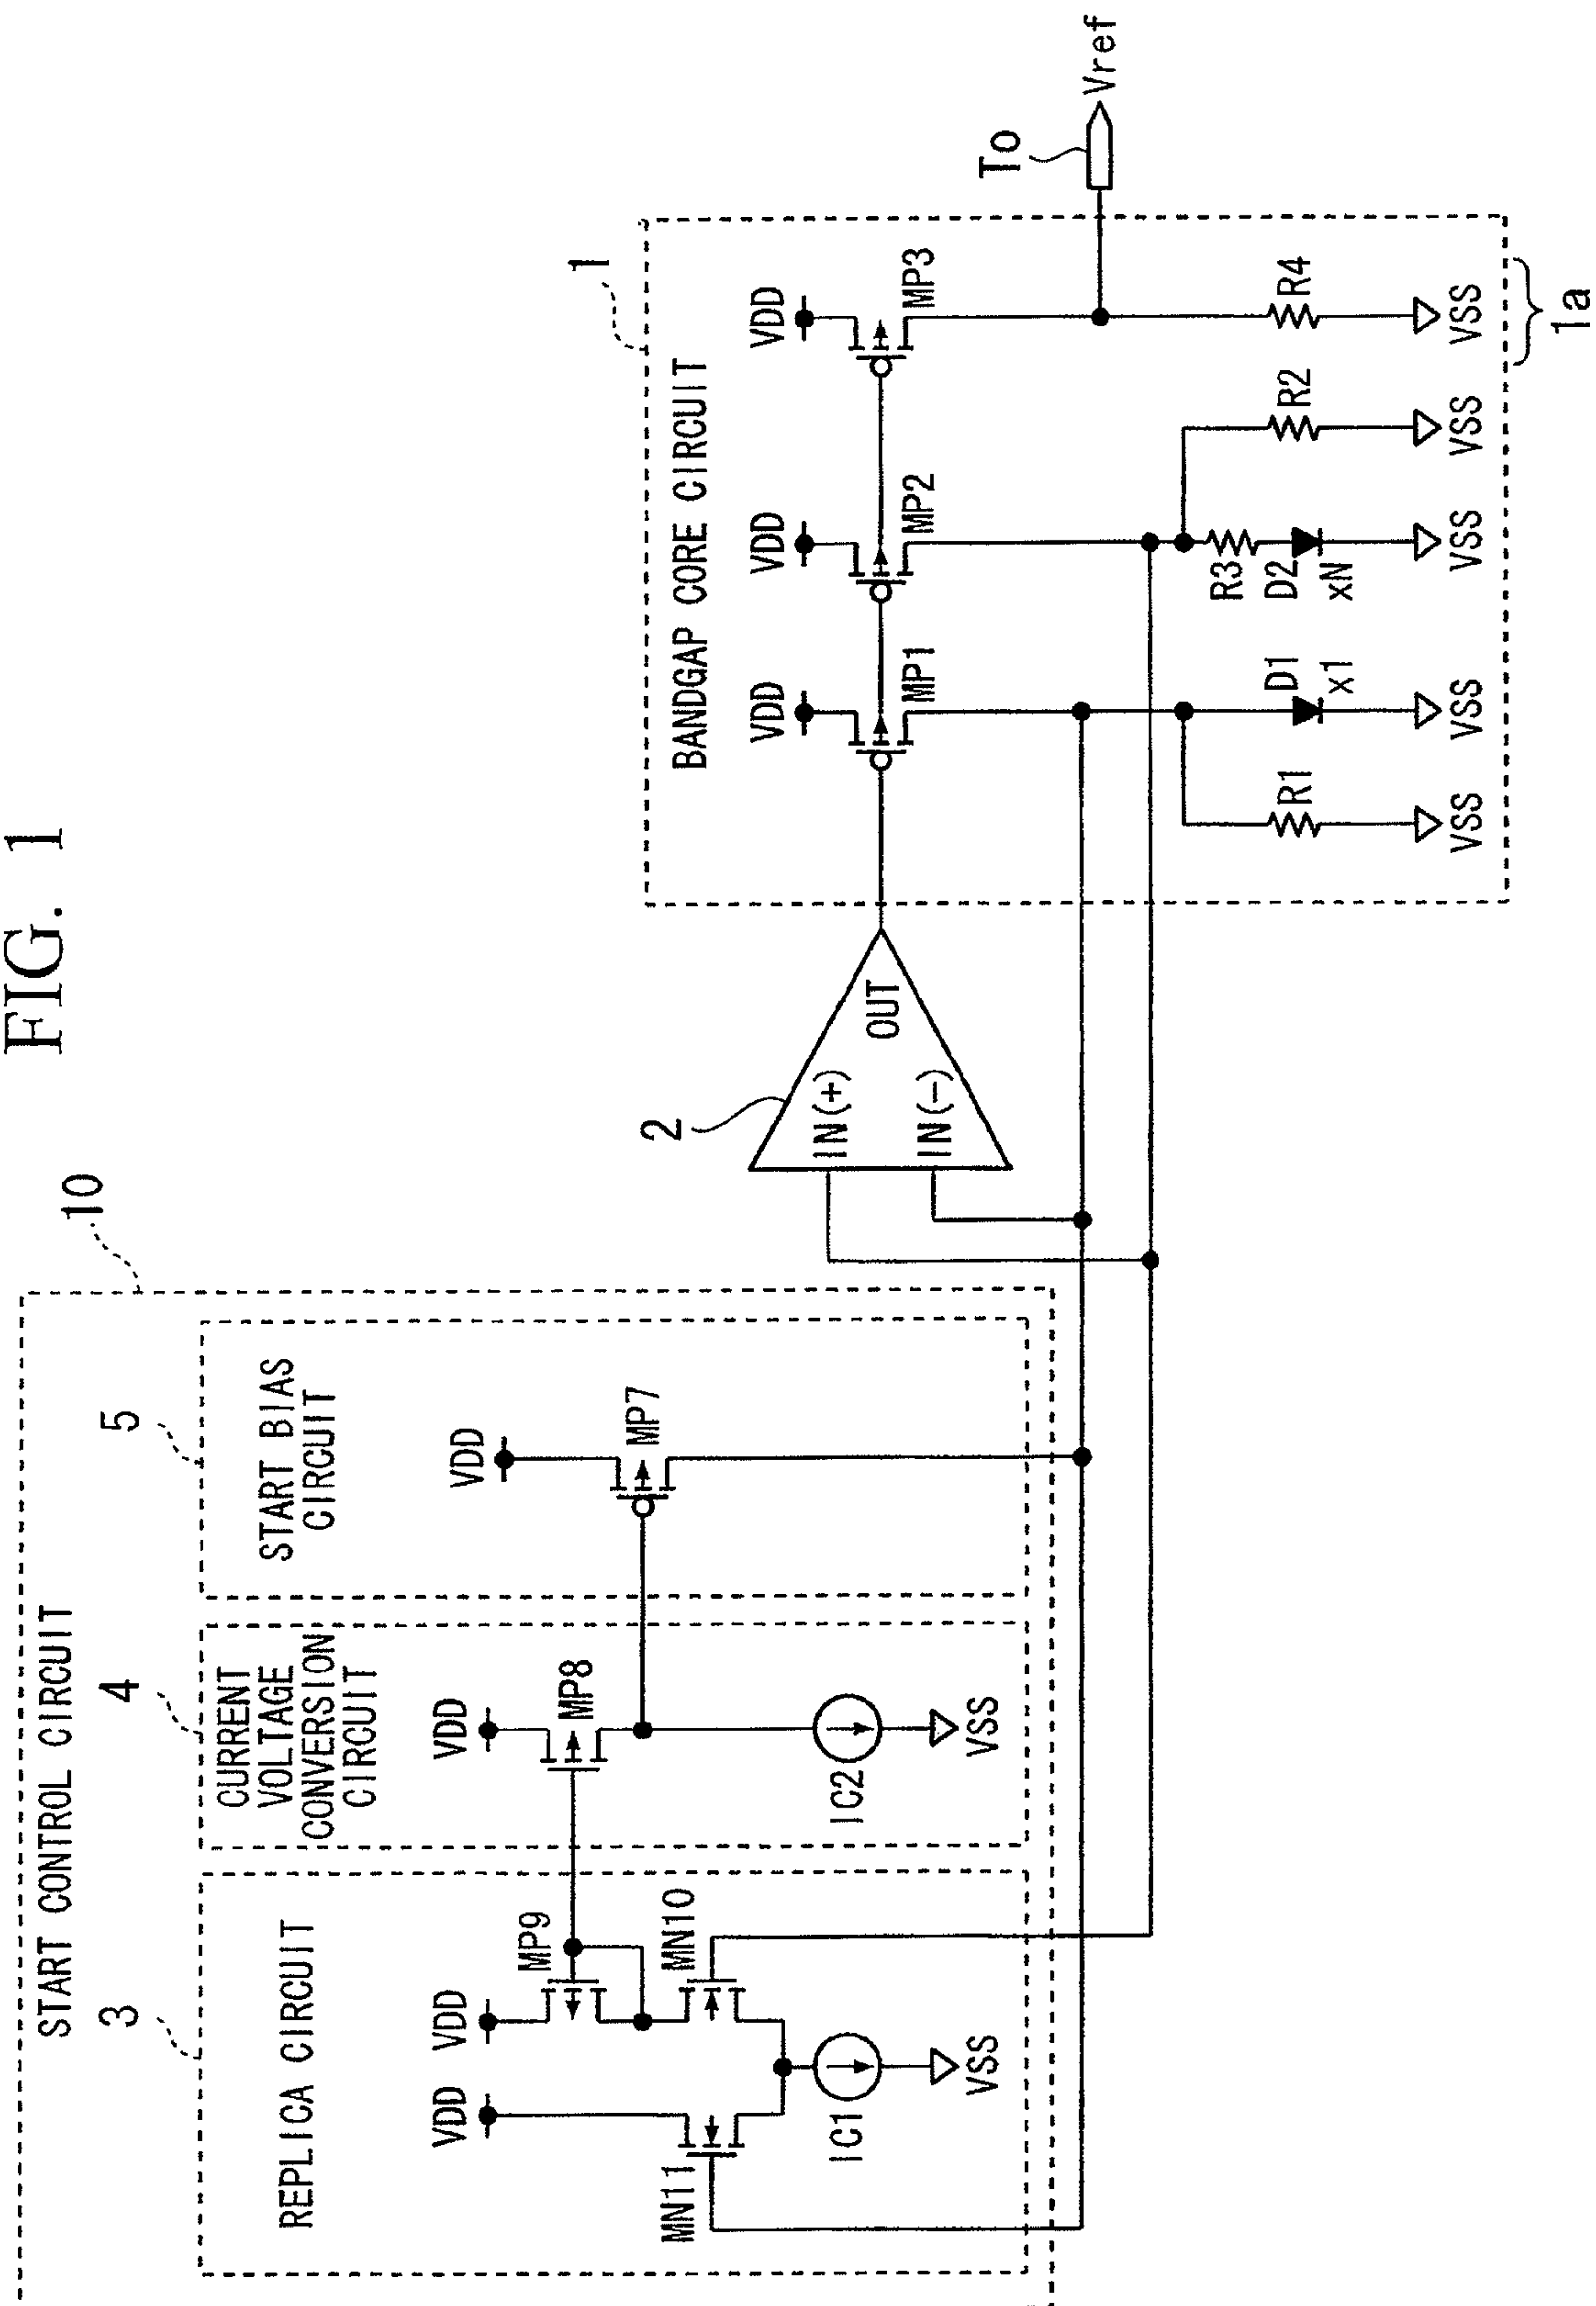 FIG. 1
START CONTROL CIRCUIT
10
3
REPLICA CIRCUIT
VDD
VDD
MP9
MN11
MN10
IC1
VSS
4
CURRENT
VOLTAGE
CONVERSION
CIRCUIT
VDD
MP8
IC2
VSS
5
START BIAS
CIRCUIT
VDD
MP7
2
IN(+)
IN(-)
OUT
1
BANDGAP CORE CIRCUIT
VDD
VDD
VDD
MP1
MP2
MP3
To
Vref
R1
D1
x1
R3
D2
xN
R2
R4
VSS
VSS
VSS
VSS
VSS
1a